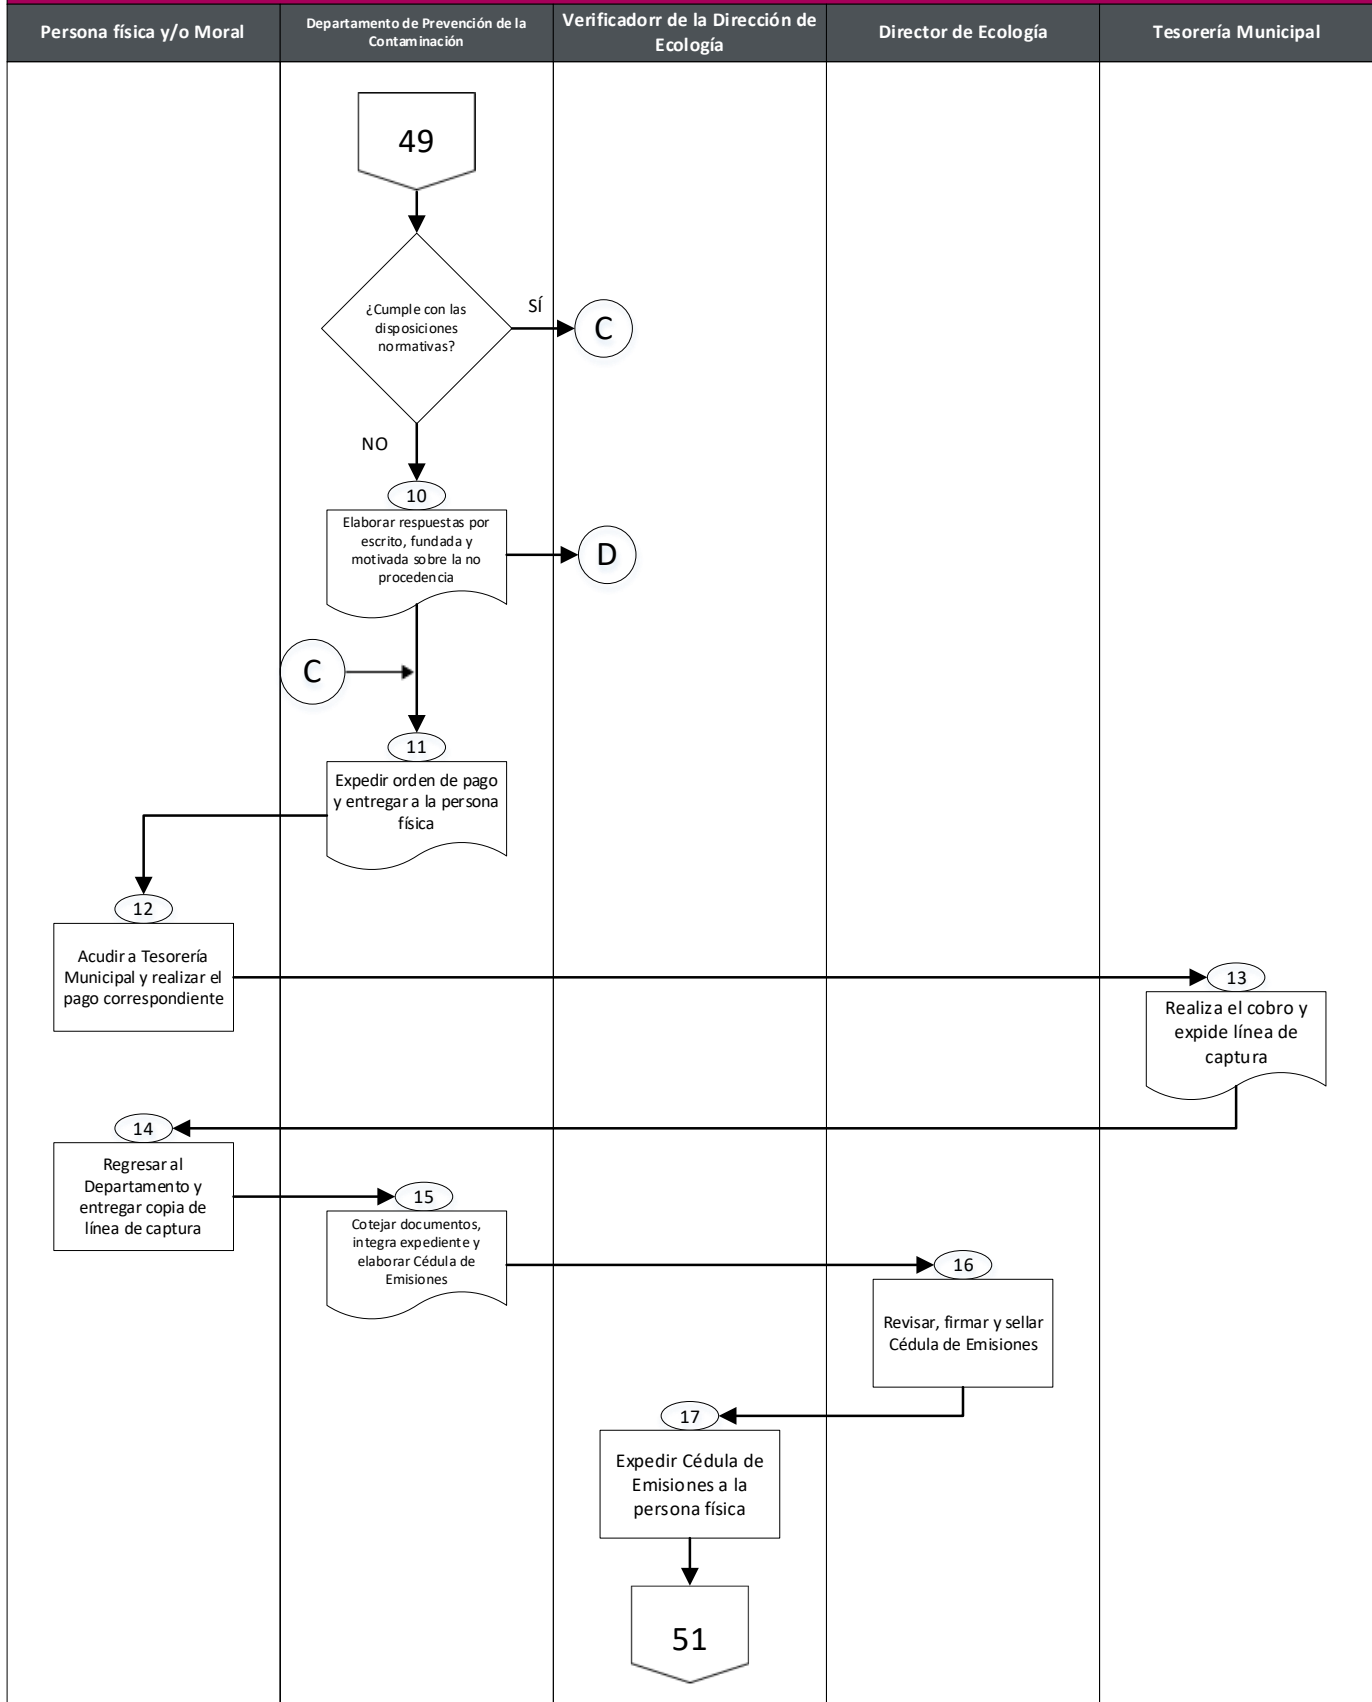 Persona física y/o Moral
Departamento de Prevención de la
Contaminación
Verificadorr de la Dirección de
Ecología
Director de Ecología
Tesorería Municipal
49
¿Cumple con las
disposiciones
normativas?
SÍ
C
NO
10
Elaborar respuestas por
escrito, fundada y
motivada sobre la no
procedencia
D
C
11
Expedir orden de pago
y entregar a la persona
física
12
Acudir a Tesorería
Municipal y realizar el
pago correspondiente
13
Realiza el cobro y
expide línea de
captura
14
Regresar al
Departamento y
entregar copia de
línea de captura
15
Cotejar documentos,
integra expediente y
elaborar Cédula de
Emisiones
16
Revisar, firmar y sellar
Cédula de Emisiones
17
Expedir Cédula de
Emisiones a la
persona física
51